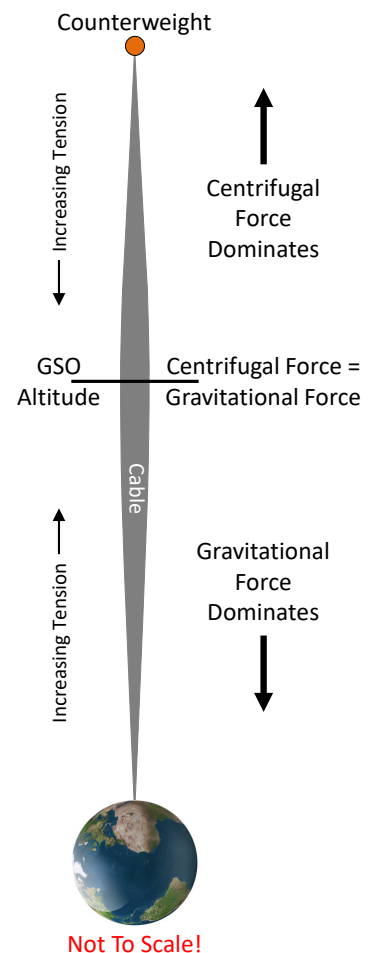 Counterweight
Increasing Tension
Centrifugal
Force
Dominates
GSO
Altitude
Centrifugal Force =
Gravitational Force
Cable
Increasing Tension
Gravitational
Force
Dominates
Not To Scale!